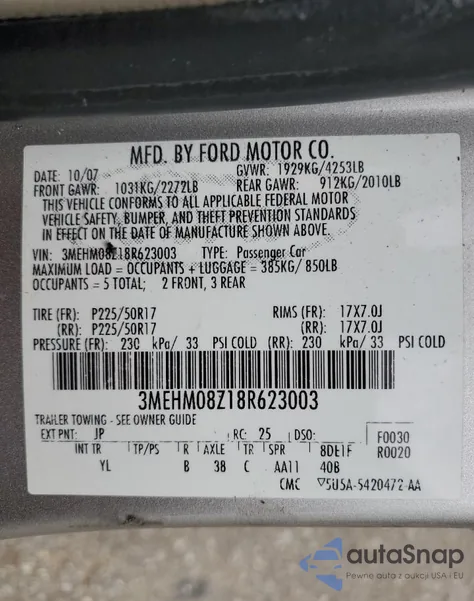 MFD. BY FORD MOTOR CO.
DATE: 10/07 GVWR: 1929KG/4253LB
FRONT GAWR: 1031KG/2272LB REAR GAWR: 912KG/2010LB
THIS VEHICLE CONFORMS TO ALL APPLICABLE FEDERAL MOTOR
VEHICLE SAFETY, BUMPER, AND THEFT PREVENTION STANDARDS
IN EFFECT ON THE DATE OF MANUFACTURE SHOWN ABOVE.
VIN: 3MEHM08Z18R623003 TYPE: Passenger Car
MAXIMUM LOAD = OCCUPANTS + LUGGAGE = 385KG/850LB
OCCUPANTS = 5 TOTAL; 2 FRONT, 3 REAR
TIRE (FR): P225/50R17 RIMS (FR): 17X7.0J
(RR): P225/50R17 (RR): 17X7.0J
PRESSURE (FR): 230 kPa/ 33 PSI COLD (RR): 230 kPa/ 33 PSI COLD
3MEHM08Z18R623003
TRAILER TOWING - SEE OWNER GUIDE
EXT PNT: JP RC: 25 DSO: F0030
INT TR TP/PS R AXLE TR SPR 8DE1F R0020
YL B 38 C AA11 40B
CMC ▽5U5A-5420472-AA
autoSnap
Pewne auta z aukcji USA i EU